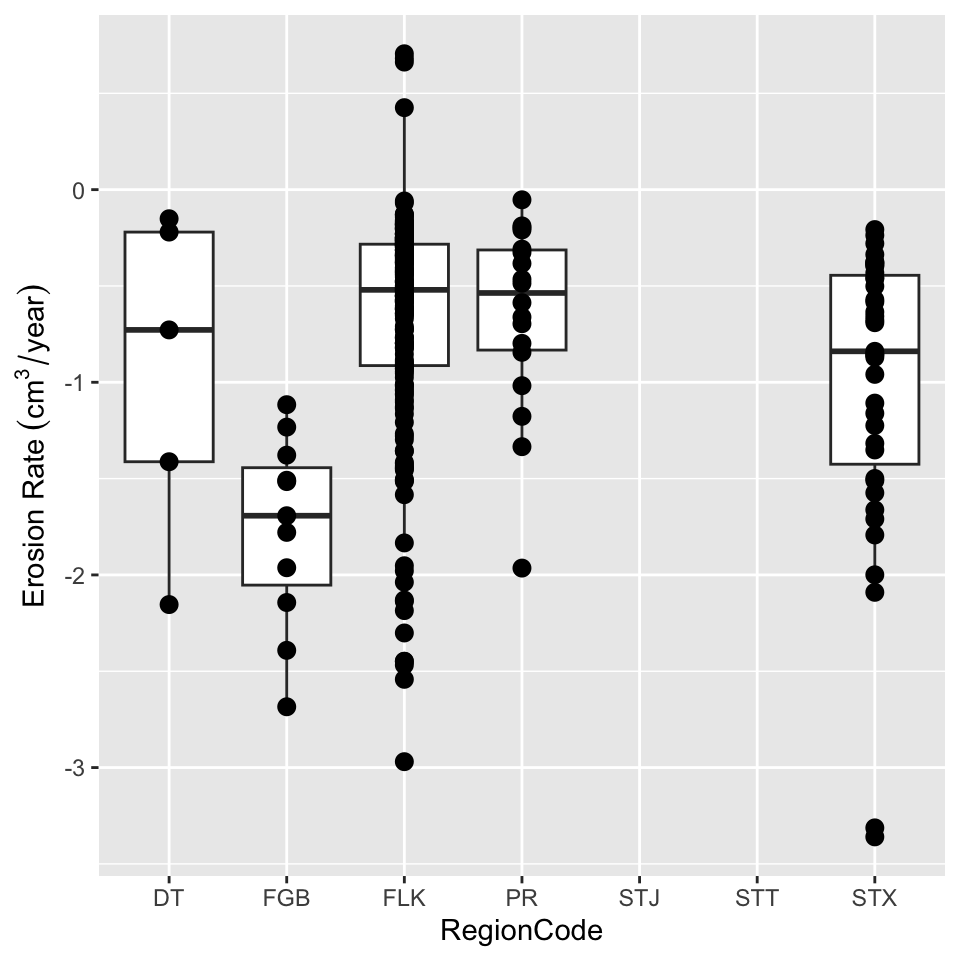 Erosion Rate (cm³/year)
0
-1
-2
-3
DT FGB FLK PR STJ STT STX
RegionCode